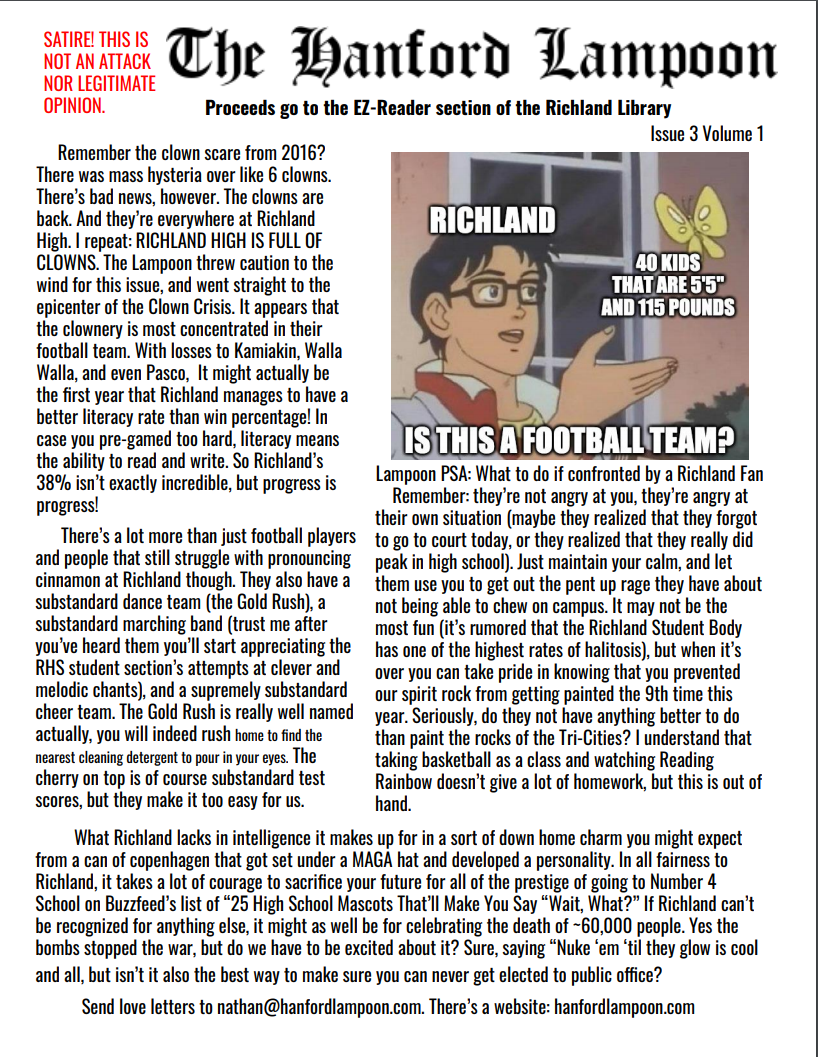 SATIRE! THIS IS
NOT AN ATTACK
NOR LEGITIMATE
OPINION.
The Hanford Lampoon
Proceeds go to the EZ-Reader section of the Richland Library
Issue 3 Volume 1
Remember the clown scare from 2016?
There was mass hysteria over like 6 clowns.
There's bad news, however. The clowns are
back. And they're everywhere at Richland
High. I repeat: RICHLAND HIGH IS FULL OF
CLOWNS. The Lampoon threw caution to the
wind for this issue, and went straight to the
epicenter of the Clown Crisis. It appears that
the clownery is most concentrated in their
football team. With losses to Kamiakin, Walla
Walla, and even Pasco,  It might actually be
the first year that Richland manages to have a
better literacy rate than win percentage! In
case you pre-gamed too hard, literacy means
the ability to read and write. So Richland's
38% isn't exactly incredible, but progress is
progress!
There's a lot more than just football players
and people that still struggle with pronouncing
cinnamon at Richland though. They also have a
substandard dance team (the Gold Rush), a
substandard marching band (trust me after
you've heard them you'll start appreciating the
RHS student section's attempts at clever and
melodic chants), and a supremely substandard
cheer team. The Gold Rush is really well named
actually, you will indeed rush home to find the
nearest cleaning detergent to pour in your eyes. The
cherry on top is of course substandard test
scores, but they make it too easy for us.
RICHLAND
40 KIDS
THAT ARE 5'5"
AND 115 POUNDS
IS THIS A FOOTBALL TEAM?
Lampoon PSA: What to do if confronted by a Richland Fan
Remember: they're not angry at you, they're angry at
their own situation (maybe they realized that they forgot
to go to court today, or they realized that they really did
peak in high school). Just maintain your calm, and let
them use you to get out the pent up rage they have about
not being able to chew on campus. It may not be the
most fun (it's rumored that the Richland Student Body
has one of the highest rates of halitosis), but when it's
over you can take pride in knowing that you prevented
our spirit rock from getting painted the 9th time this
year. Seriously, do they not have anything better to do
than paint the rocks of the Tri-Cities? I understand that
taking basketball as a class and watching Reading
Rainbow doesn't give a lot of homework, but this is out of
hand.
What Richland lacks in intelligence it makes up for in a sort of down home charm you might expect
from a can of copenhagen that got set under a MAGA hat and developed a personality. In all fairness to
Richland, it takes a lot of courage to sacrifice your future for all of the prestige of going to Number 4
School on Buzzfeed's list of "25 High School Mascots That'll Make You Say "Wait, What?" If Richland can't
be recognized for anything else, it might as well be for celebrating the death of ~60,000 people. Yes the
bombs stopped the war, but do we have to be excited about it? Sure, saying "Nuke 'em 'til they glow is cool
and all, but isn't it also the best way to make sure you can never get elected to public office?
Send love letters to nathan@hanfordlampoon.com. There's a website: hanfordlampoon.com